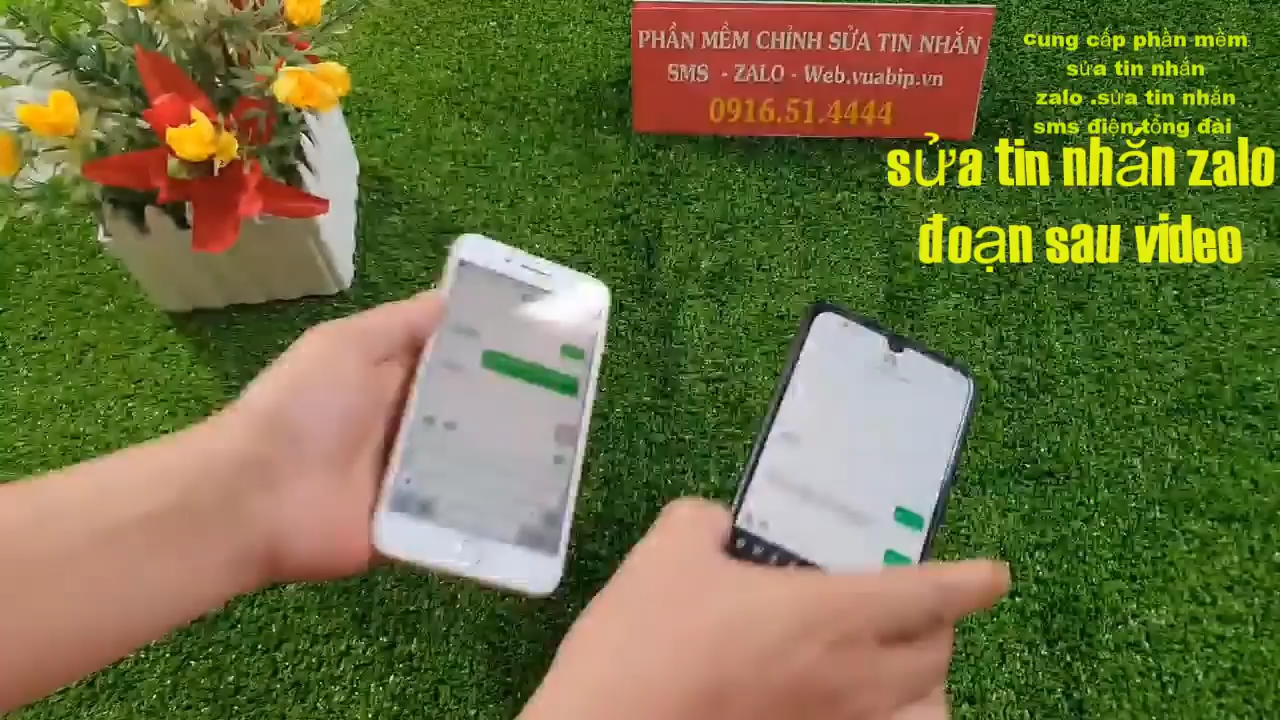 PHẦN MỀM CHỈNH SỬA TIN NHẮN
SMS - ZALO - Web.vuabip.vn
0916.51.4444
cung cấp phần mềm
sửa tin nhắn
zalo .sửa tin nhắn
sms điện,tổng đài
sửa tin nhắn zalo
đoạn sau video